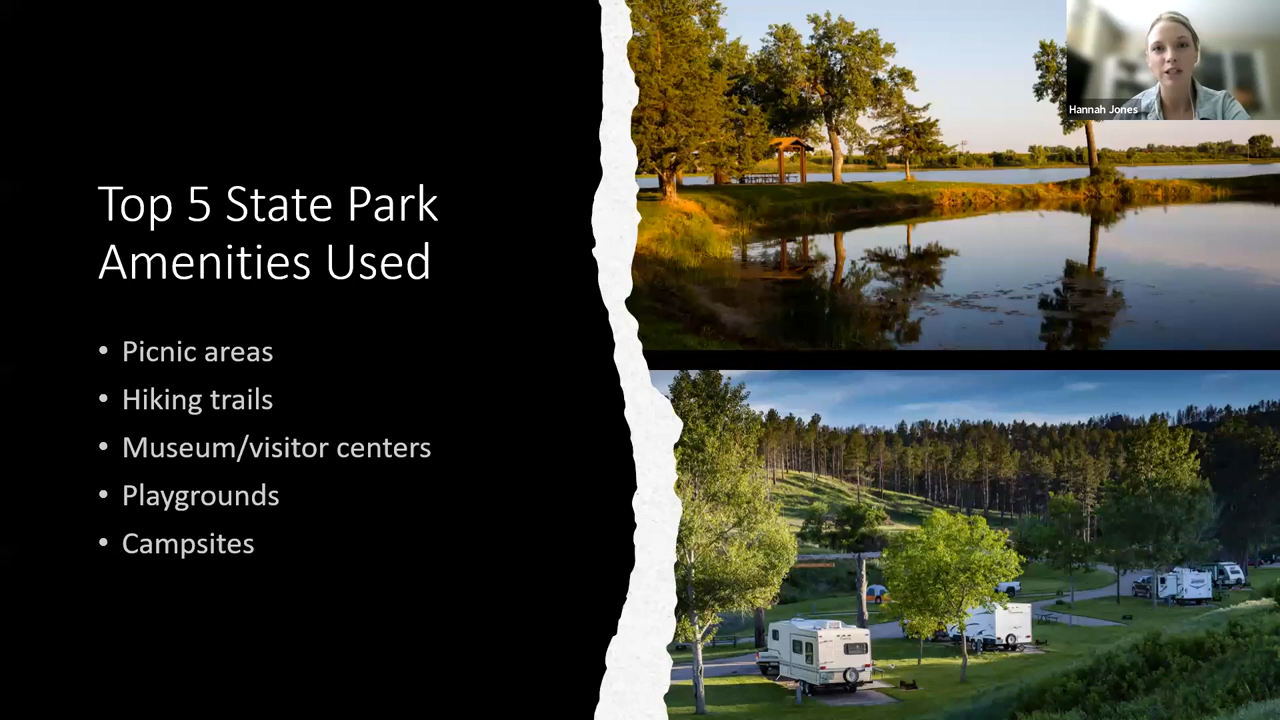 Top 5 State Park
Amenities Used
• Picnic areas
• Hiking trails
• Museum/visitor centers
• Playgrounds
• Campsites
Hannah Jones